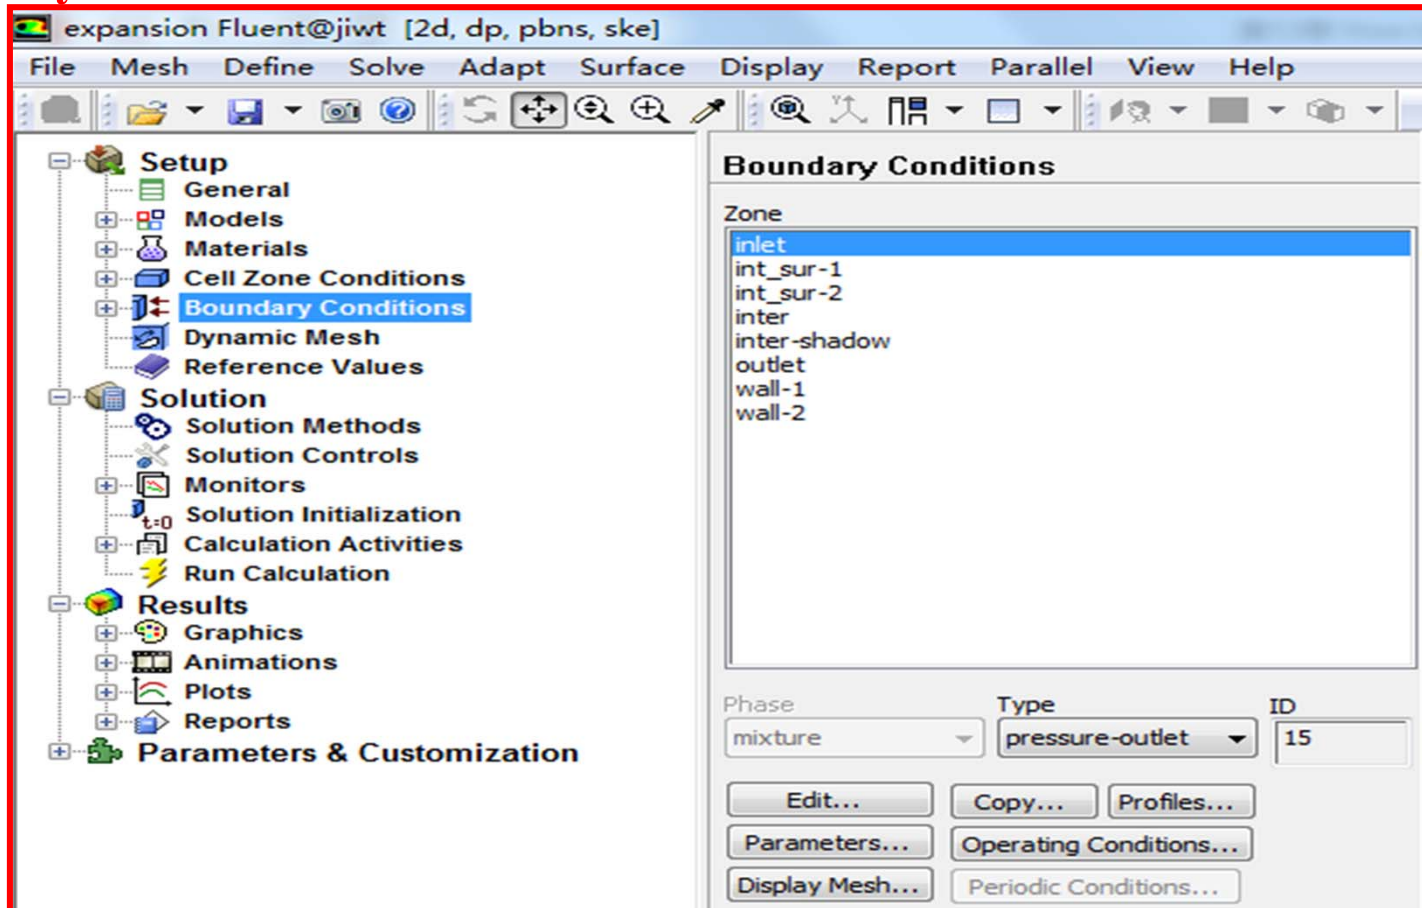 expansion Fluent@jiwt [2d, dp, pbns, ske]
File Mesh Define Solve Adapt Surface Display Report Parallel View Help
Setup
General
Models
Materials
Cell Zone Conditions
Boundary Conditions
Dynamic Mesh
Reference Values
Solution
Solution Methods
Solution Controls
Monitors
t=0 Solution Initialization
Calculation Activities
Run Calculation
Results
Graphics
Animations
Plots
Reports
Parameters & Customization
Boundary Conditions
Zone
inlet
int_sur-1
int_sur-2
inter
inter-shadow
outlet
wall-1
wall-2
Phase Type ID
mixture pressure-outlet 15
Edit... Copy... Profiles...
Parameters... Operating Conditions...
Display Mesh... Periodic Conditions...